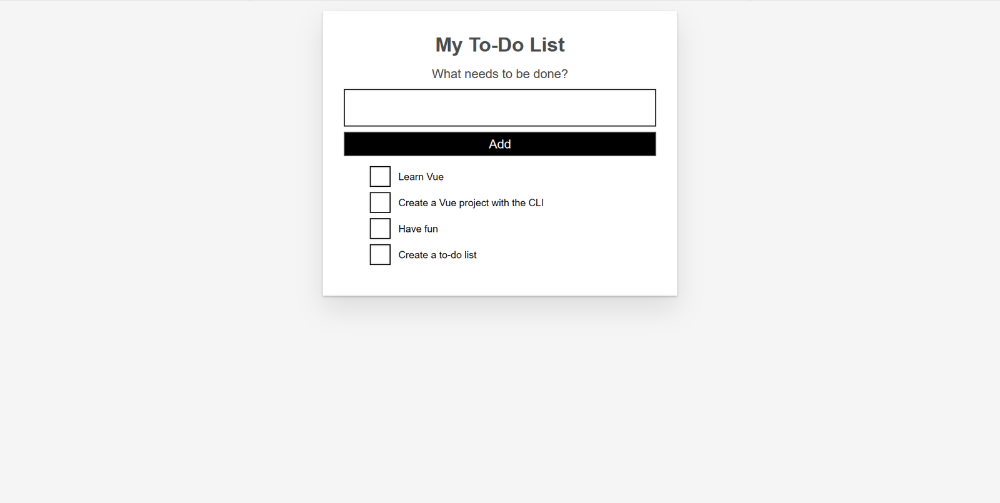 My To-Do List
What needs to be done?
Add
Learn Vue
Create a Vue project with the CLI
Have fun
Create a to-do list